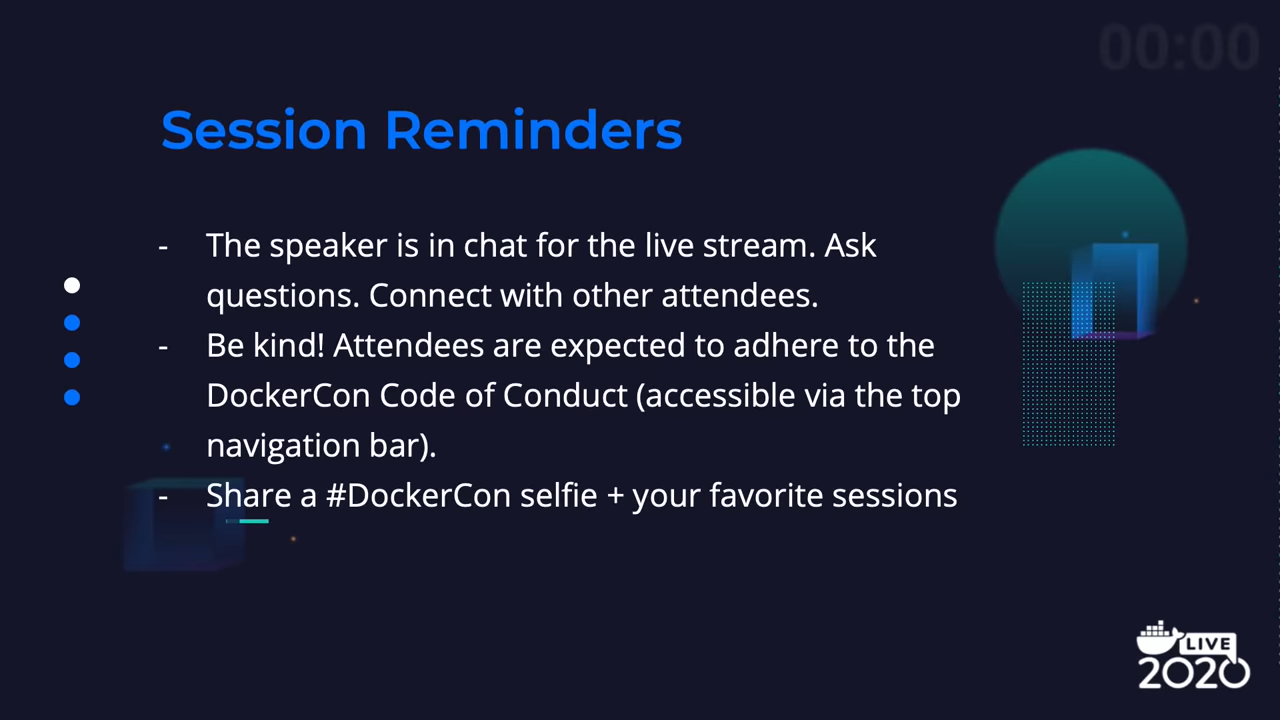 00:00
Session Reminders
- The speaker is in chat for the live stream. Ask
questions. Connect with other attendees.
- Be kind! Attendees are expected to adhere to the
DockerCon Code of Conduct (accessible via the top
navigation bar).
- Share a #DockerCon selfie + your favorite sessions
LIVE
2020